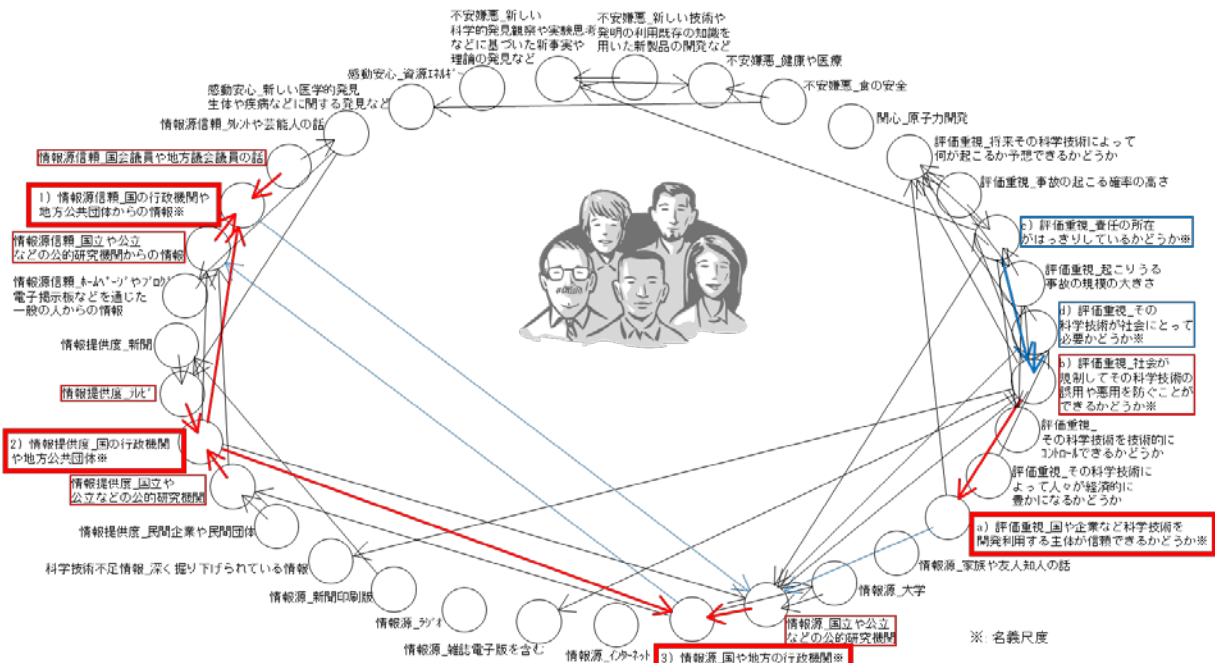 不安嫌悪_新しい
科学的発見観察や実験思考
などに基づいた新事実や
理論の発見など
不安嫌悪_新しい技術や
発明の利用既存の知識を
用いた新製品の開発など
不安嫌悪_健康や医療
不安嫌悪_食の安全
関心_原子力開発
感動安心_資源エネルギ
感動安心_新しい医学的発見
生体や疾病などに関する発見など
情報源信頼_タレントや芸能人の話
情報源信頼_国会議員や地方議会議員の話
1) 情報源信頼_国の行政機関や
地方公共団体からの情報※
情報源信頼_国立や公立
などの公的研究機関からの情報
情報源信頼_ホームページやブログ
電子掲示板などを通じた
一般の人からの情報
情報提供度_新聞
情報提供度_テレビ
2) 情報提供度_国の行政機関
や地方公共団体※
情報提供度_国立や
公立などの公的研究機関
情報提供度_民間企業や民間団体
科学技術不足情報_深く掘り下げられている情報
情報源_新聞印刷版
情報源_ラジオ
情報源_雑誌電子版を含む
情報源_インターネット
3) 情報源_国や地方の行政機関※
情報源_国立や公立
などの公的研究機関
情報源_大学
情報源_家族や友人知人の話
a) 評価重視_国や企業など科学技術を
開発利用する主体が信頼できるかどうか※
評価重視_その科学技術に
よって人々が経済的に
豊かになるかどうか
評価重視_
その科学技術を技術的に
コントロールできるかどうか
b) 評価重視_社会が
規制してその科学技術の
誤用や悪用を防ぐことが
できるかどうか※
d) 評価重視_その
科学技術が社会にとって
必要かどうか※
評価重視_起こりうる
事故の規模の大きさ
c) 評価重視_責任の所在
がはっきりしているかどうか※
評価重視_事故の起こる確率の高さ
評価重視_将来その科学技術によって
何が起こるか予想できるかどうか
※: 名義尺度